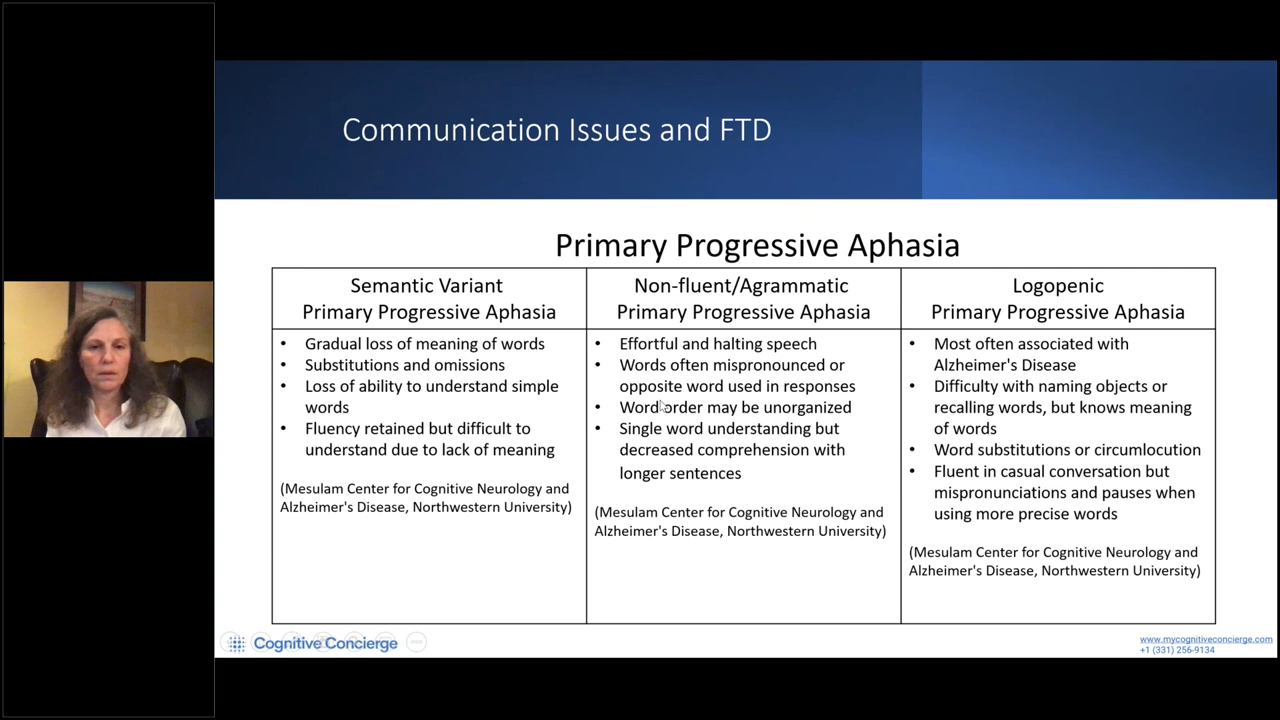 Communication Issues and FTD
Primary Progressive Aphasia
Semantic Variant
Primary Progressive Aphasia
• Gradual loss of meaning of words
• Substitutions and omissions
• Loss of ability to understand simple
words
• Fluency retained but difficult to
understand due to lack of meaning
(Mesulam Center for Cognitive Neurology and
Alzheimer's Disease, Northwestern University)
Non-fluent/Agrammatic
Primary Progressive Aphasia
• Effortful and halting speech
• Words often mispronounced or
opposite word used in responses
• Word order may be unorganized
• Single word understanding but
decreased comprehension with
longer sentences
(Mesulam Center for Cognitive Neurology and
Alzheimer's Disease, Northwestern University)
Logopenic
Primary Progressive Aphasia
• Most often associated with
Alzheimer's Disease
• Difficulty with naming objects or
recalling words, but knows meaning
of words
• Word substitutions or circumlocution
• Fluent in casual conversation but
mispronunciations and pauses when
using more precise words
(Mesulam Center for Cognitive Neurology and
Alzheimer's Disease, Northwestern University)
Cognitive Concierge
www.mycognitiveconcierge.com
+1 (331) 256-9134